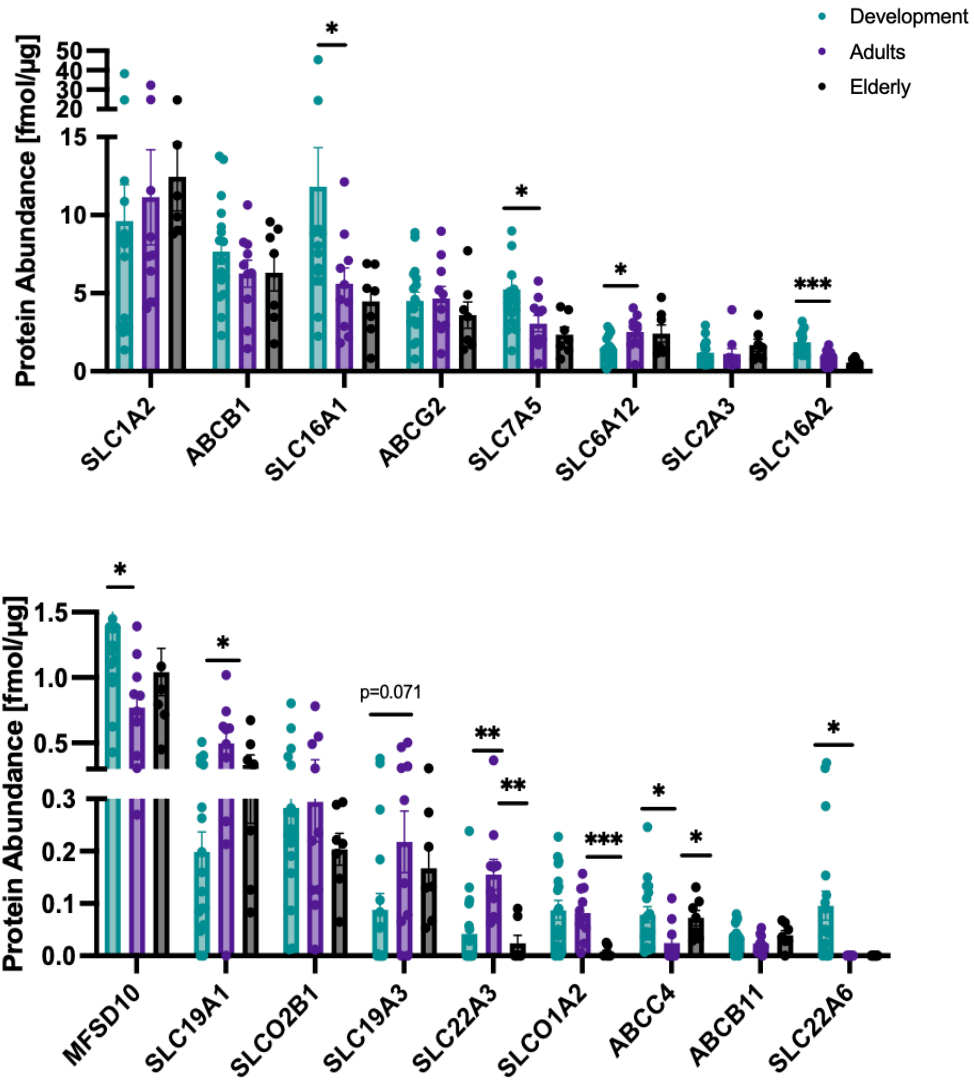 Development
Adults
Elderly
Protein Abundance [fmol/µg]
50
40
30
20
15
10
5
0
*
*
*
***
SLC1A2
ABCB1
SLC16A1
ABCG2
SLC7A5
SLC6A12
SLC2A3
SLC16A2
Protein Abundance [fmol/µg]
1.5
1.0
0.5
0.3
0.2
0.1
0.0
*
*
p=0.071
**
**
***
*
*
*
MFSD10
SLC19A1
SLCO2B1
SLC19A3
SLC22A3
SLCO1A2
ABCC4
ABCB11
SLC22A6